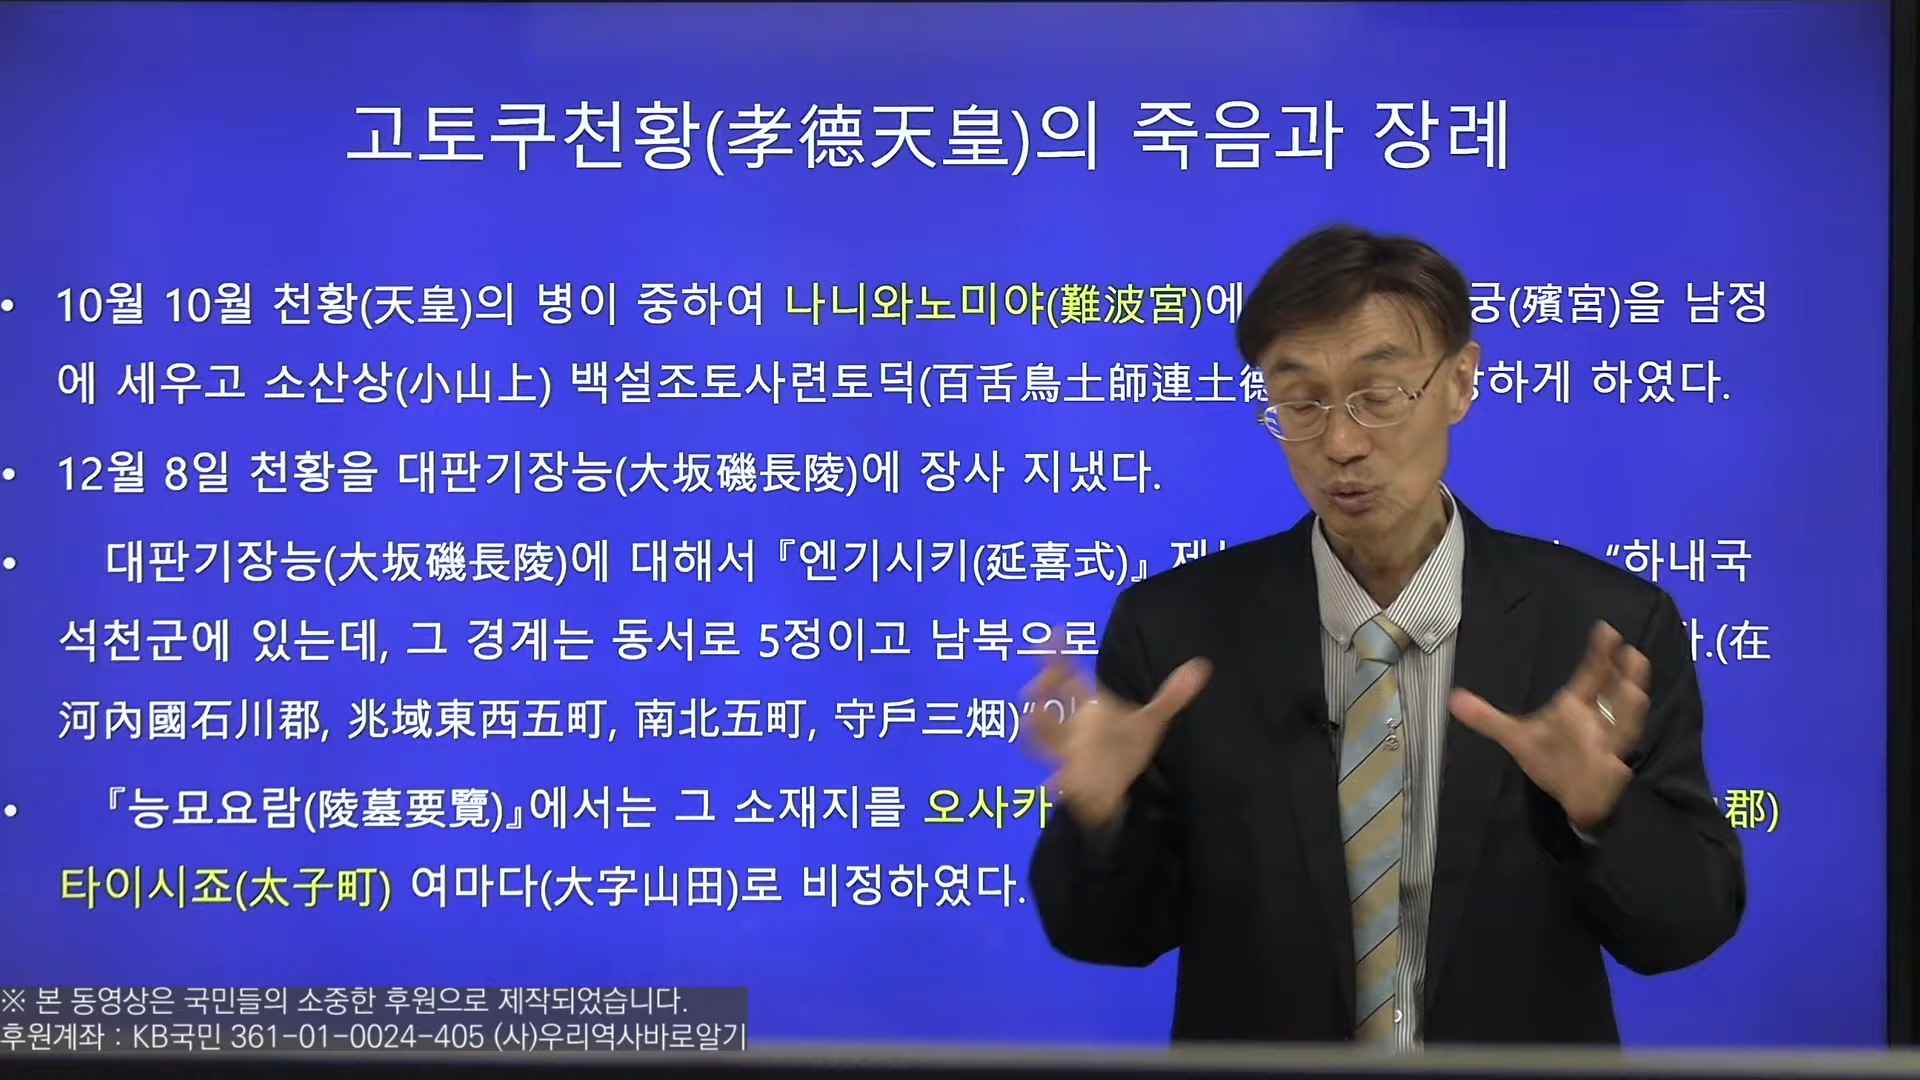 고토쿠천황(孝德天皇)의 죽음과 장례
• 10월 10월 천황(天皇)의 병이 중하여 나니와노미야(難波宮)에 궁(殯宮)을 남정
에 세우고 소산상(小山上) 백설조토사련토덕(百舌鳥土師連土德 하게 하였다.
• 12월 8일 천황을 대판기장능(大坂磯長陵)에 장사 지냈다.
• 대판기장능(大坂磯長陵)에 대해서 『엔기시키(延喜式)』 “하내국
석천군에 있는데, 그 경계는 동서로 5정이고 남북으로 .(在
河內國石川郡, 兆域東西五町, 南北五町, 守戶三烟)”
• 『능묘요람(陵墓要覽)』에서는 그 소재지를 오사카 郡)
타이시죠(太子町) 여마다(大字山田)로 비정하였다.
※ 본 동영상은 국민들의 소중한 후원으로 제작되었습니다.
후원계좌 : KB국민 361-01-0024-405 (사)우리역사바로알기